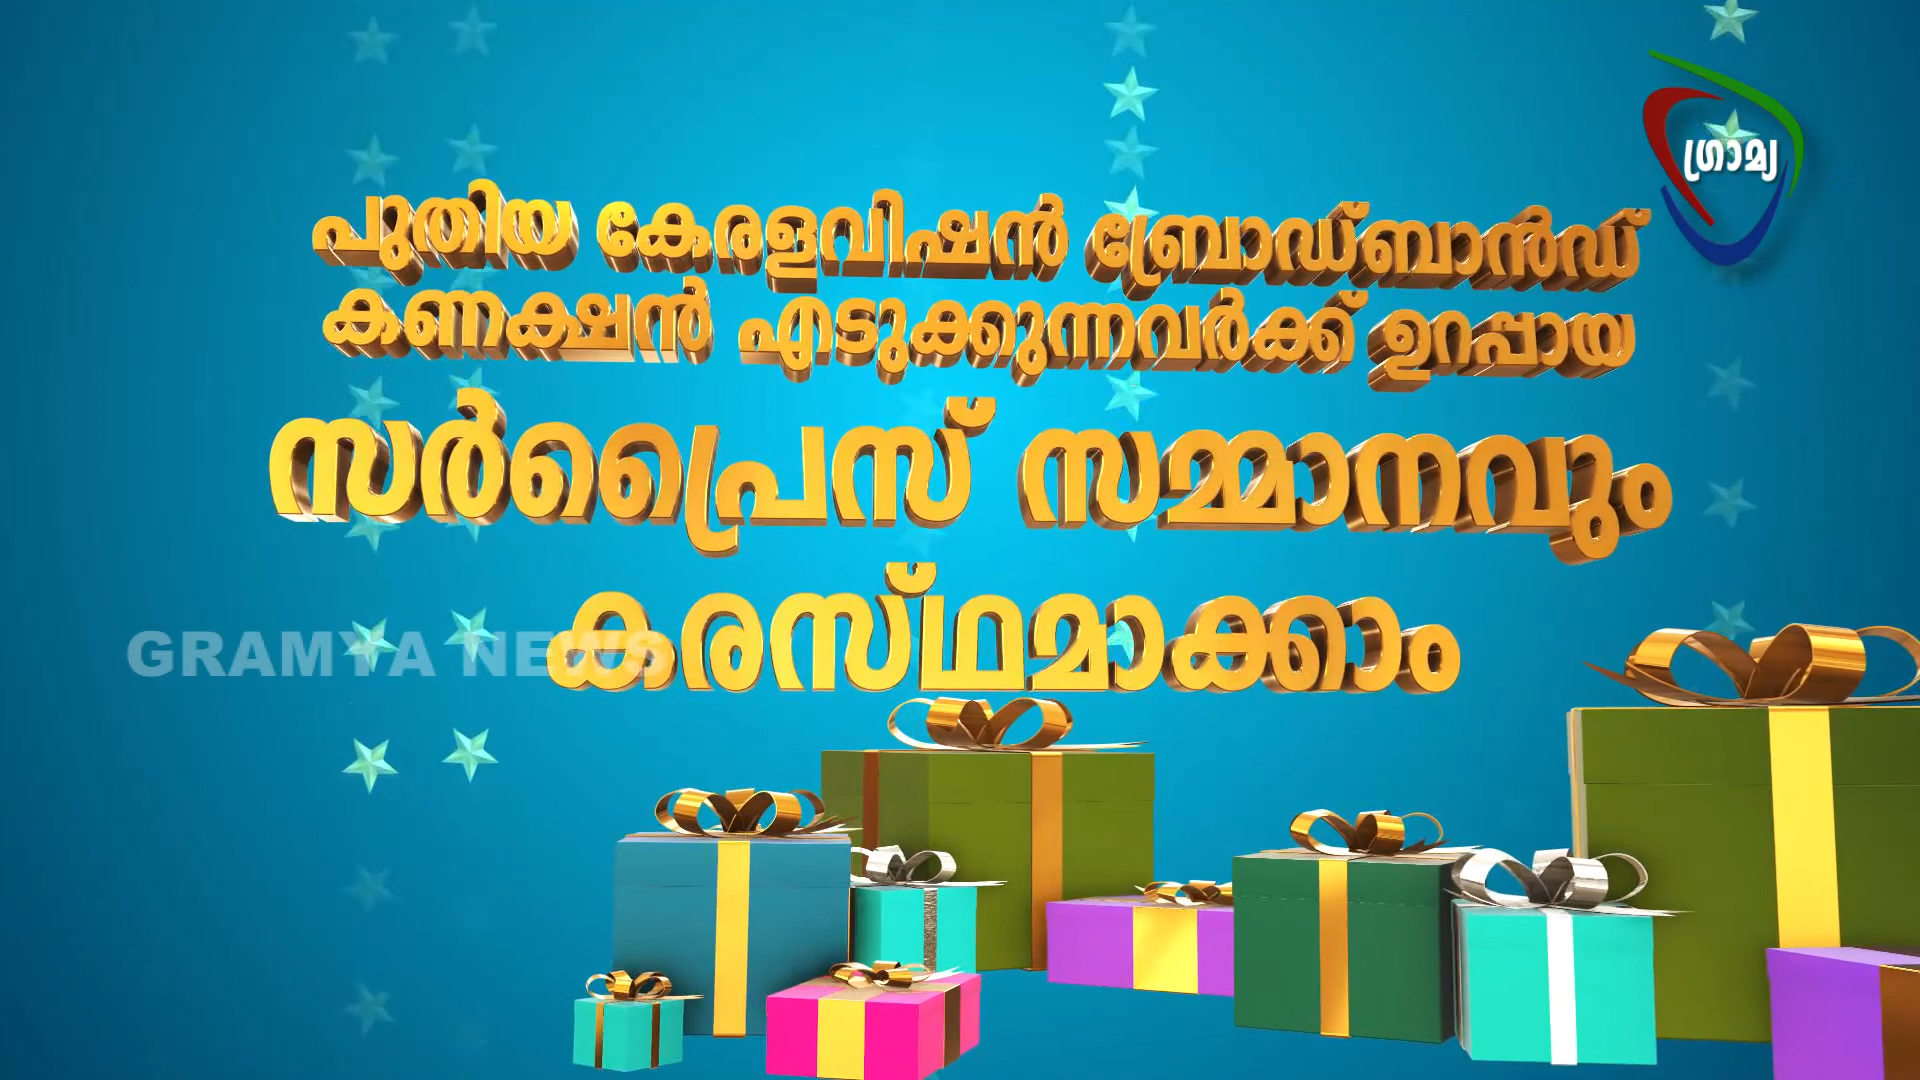 ഗ്രാമ്യ
പുതിയ കേരളവിഷൻ ബ്രോഡ്ബാൻഡ്
കണക്ഷൻ എടുക്കുന്നവർക്ക് ഉറപ്പായ
സർപ്രൈസ് സമ്മാനവും
കരസ്ഥമാക്കാം
GRAMYA NEWS